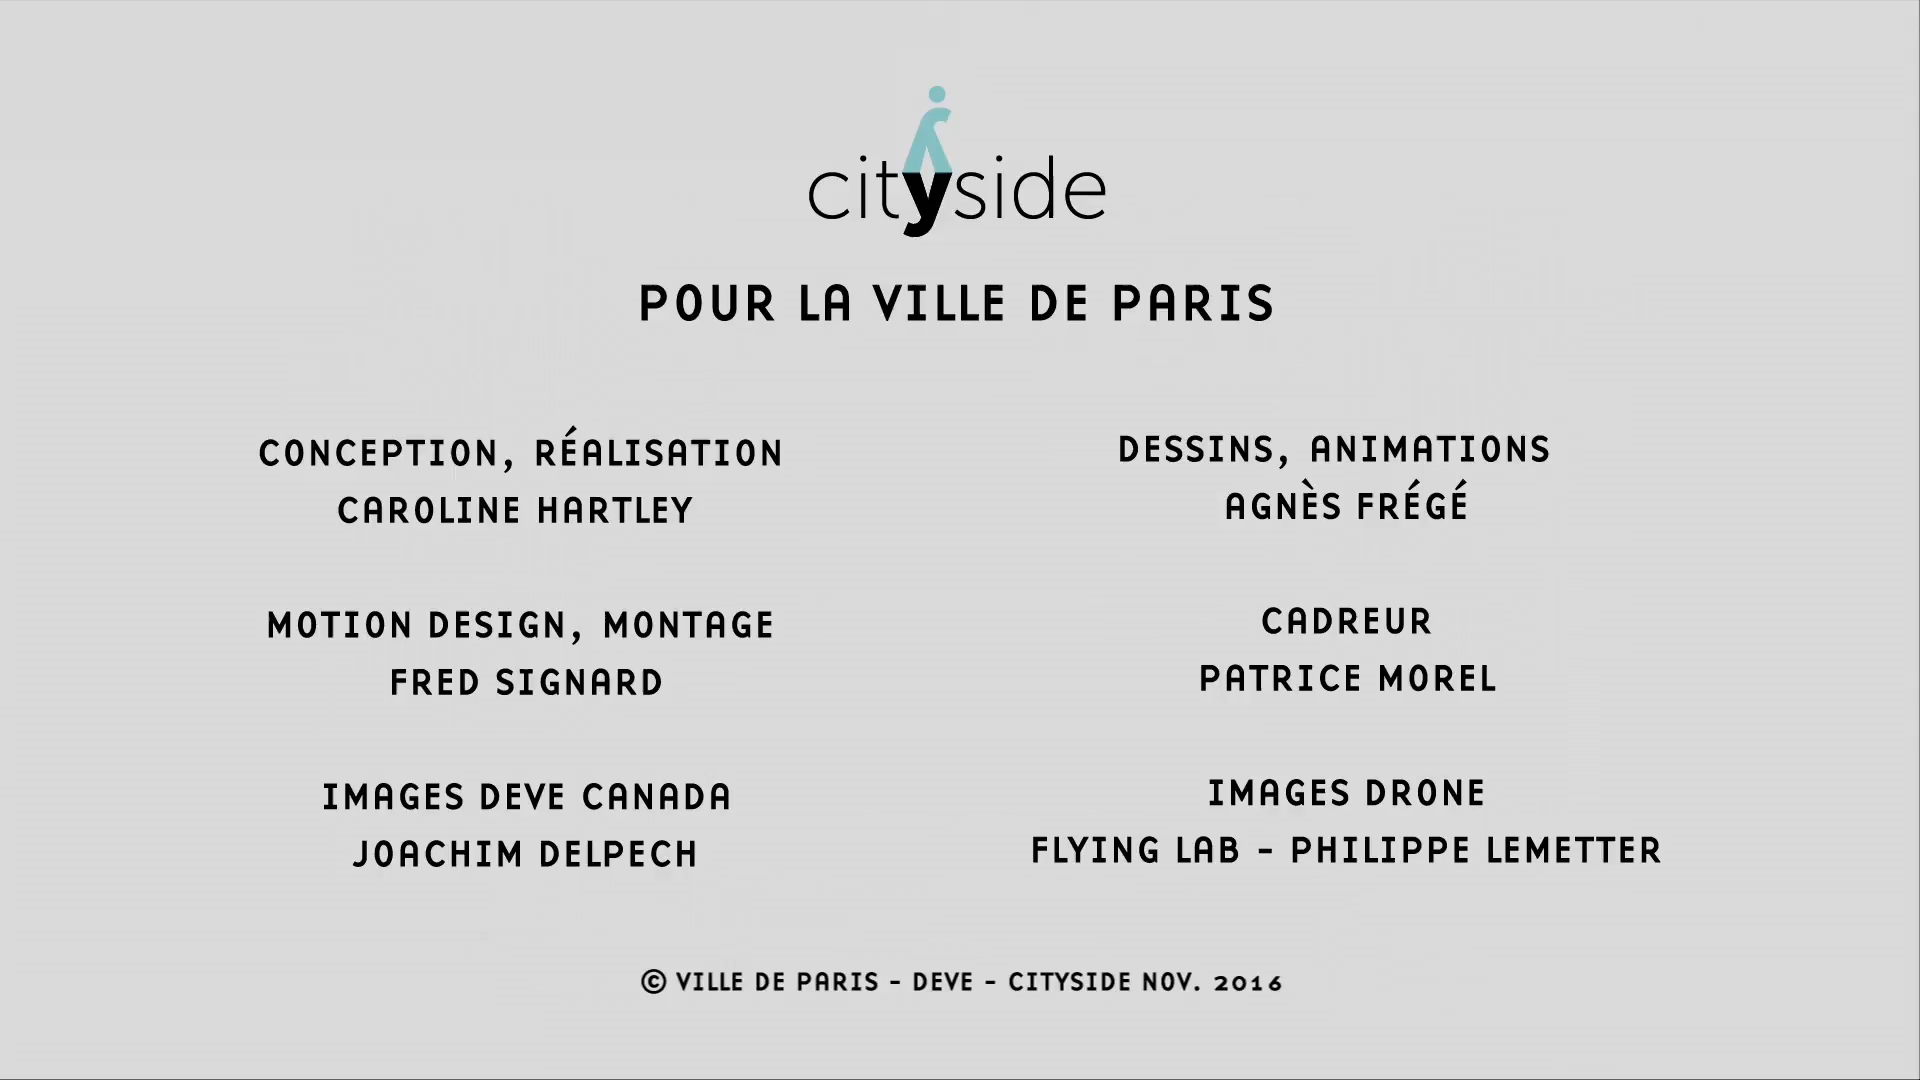 cityside
POUR LA VILLE DE PARIS
CONCEPTION, RÉALISATION
CAROLINE HARTLEY
DESSINS, ANIMATIONS
AGNÈS FRÉGÉ
MOTION DESIGN, MONTAGE
FRED SIGNARD
CADREUR
PATRICE MOREL
IMAGES DEVE CANADA
JOACHIM DELPECH
IMAGES DRONE
FLYING LAB - PHILIPPE LEMETTER
© VILLE DE PARIS - DEVE - CITYSIDE NOV. 2016